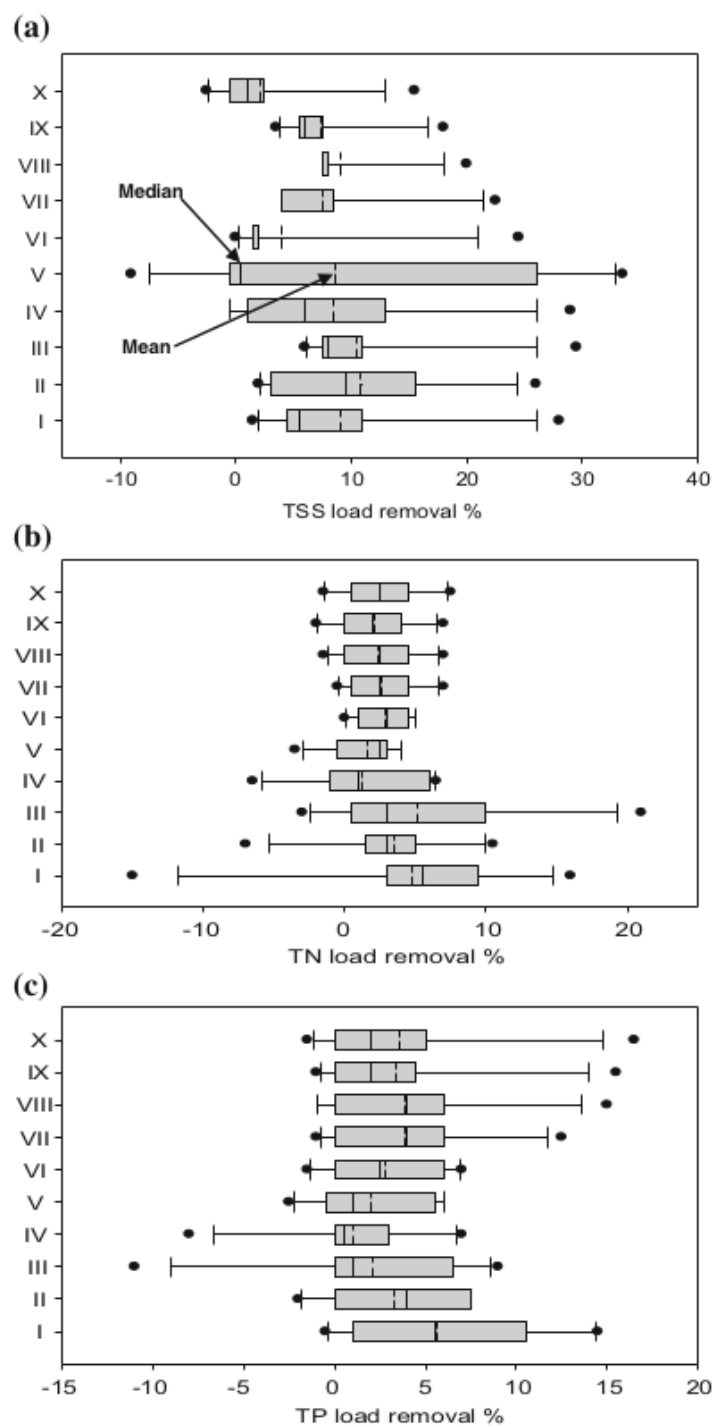 (a)
X
IX
VIII
VII
VI
V
IV
III
II
I
Median
Mean
-10 0 10 20 30 40
TSS load removal %
(b)
X
IX
VIII
VII
VI
V
IV
III
II
I
-20 -10 0 10 20
TN load removal %
(c)
X
IX
VIII
VII
VI
V
IV
III
II
I
-15 -10 -5 0 5 10 15 20
TP load removal %